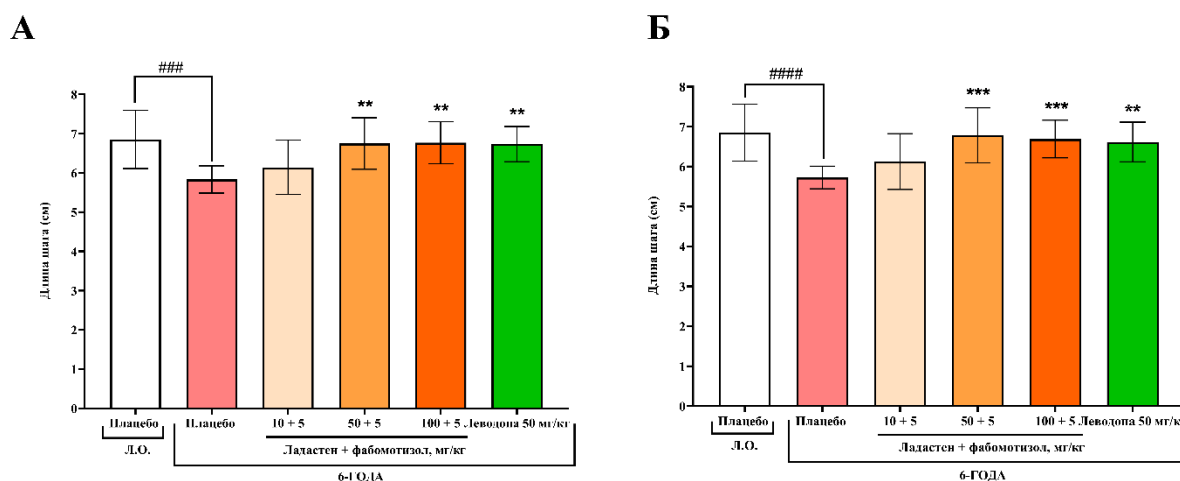 А
###
** ** **
Длина шага (см)
8
7
6
5
4
3
2
1
0
Плацебо Плацебо 10 + 5 50 + 5 100 + 5 Леводопа 50 мг/кг
Л.О. Ладастен + фабомотизол, мг/кг
6-ГОДА
Б
####
*** *** **
Длина шага (см)
8
7
6
5
4
3
2
1
0
Плацебо Плацебо 10 + 5 50 + 5 100 + 5 Леводопа 50 мг/кг
Л.О. Ладастен + фабомотизол, мг/кг
6-ГОДА